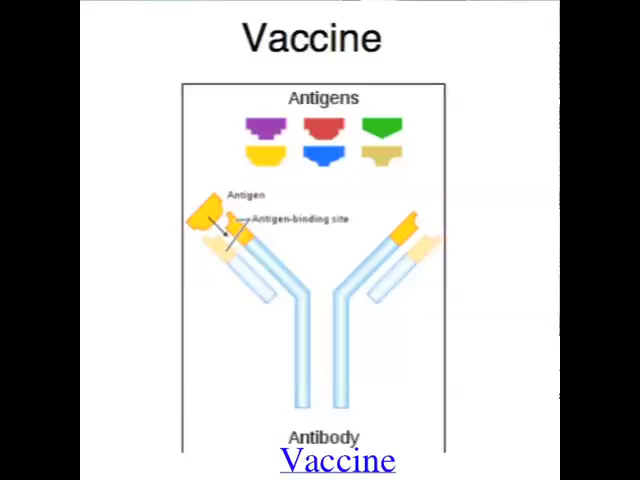 Vaccine
Antigens
Antigen
Antigen-binding site
Antibody
Vaccine